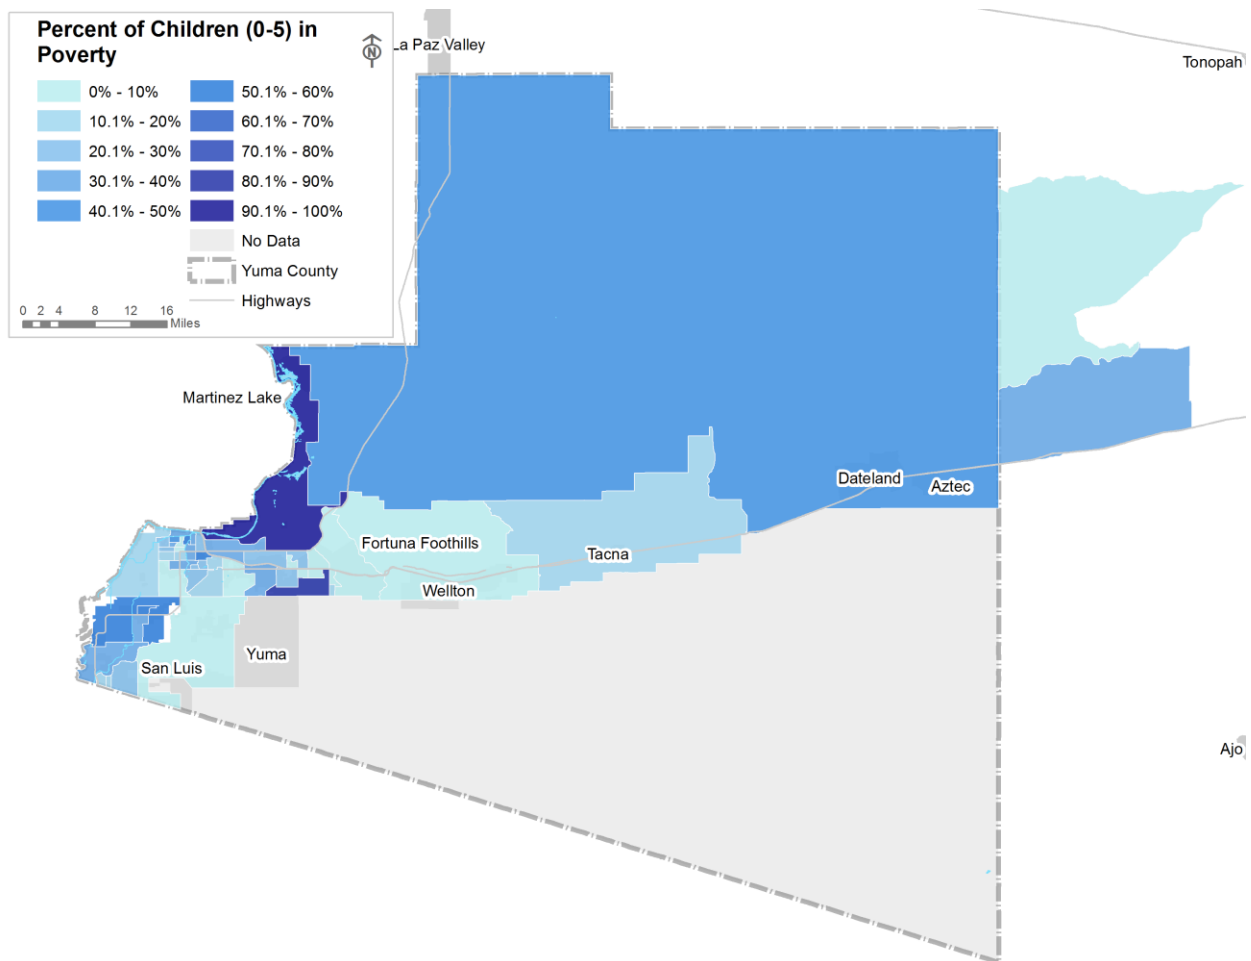 Percent of Children (0-5) in
Poverty
N
0% - 10%
10.1% - 20%
20.1% - 30%
30.1% - 40%
40.1% - 50%
50.1% - 60%
60.1% - 70%
70.1% - 80%
80.1% - 90%
90.1% - 100%
No Data
Yuma County
Highways
0 2 4 8 12 16
Miles
La Paz Valley
Tonopah
Martinez Lake
Dateland
Aztec
Fortuna Foothills
Tacna
Wellton
Yuma
San Luis
Ajo